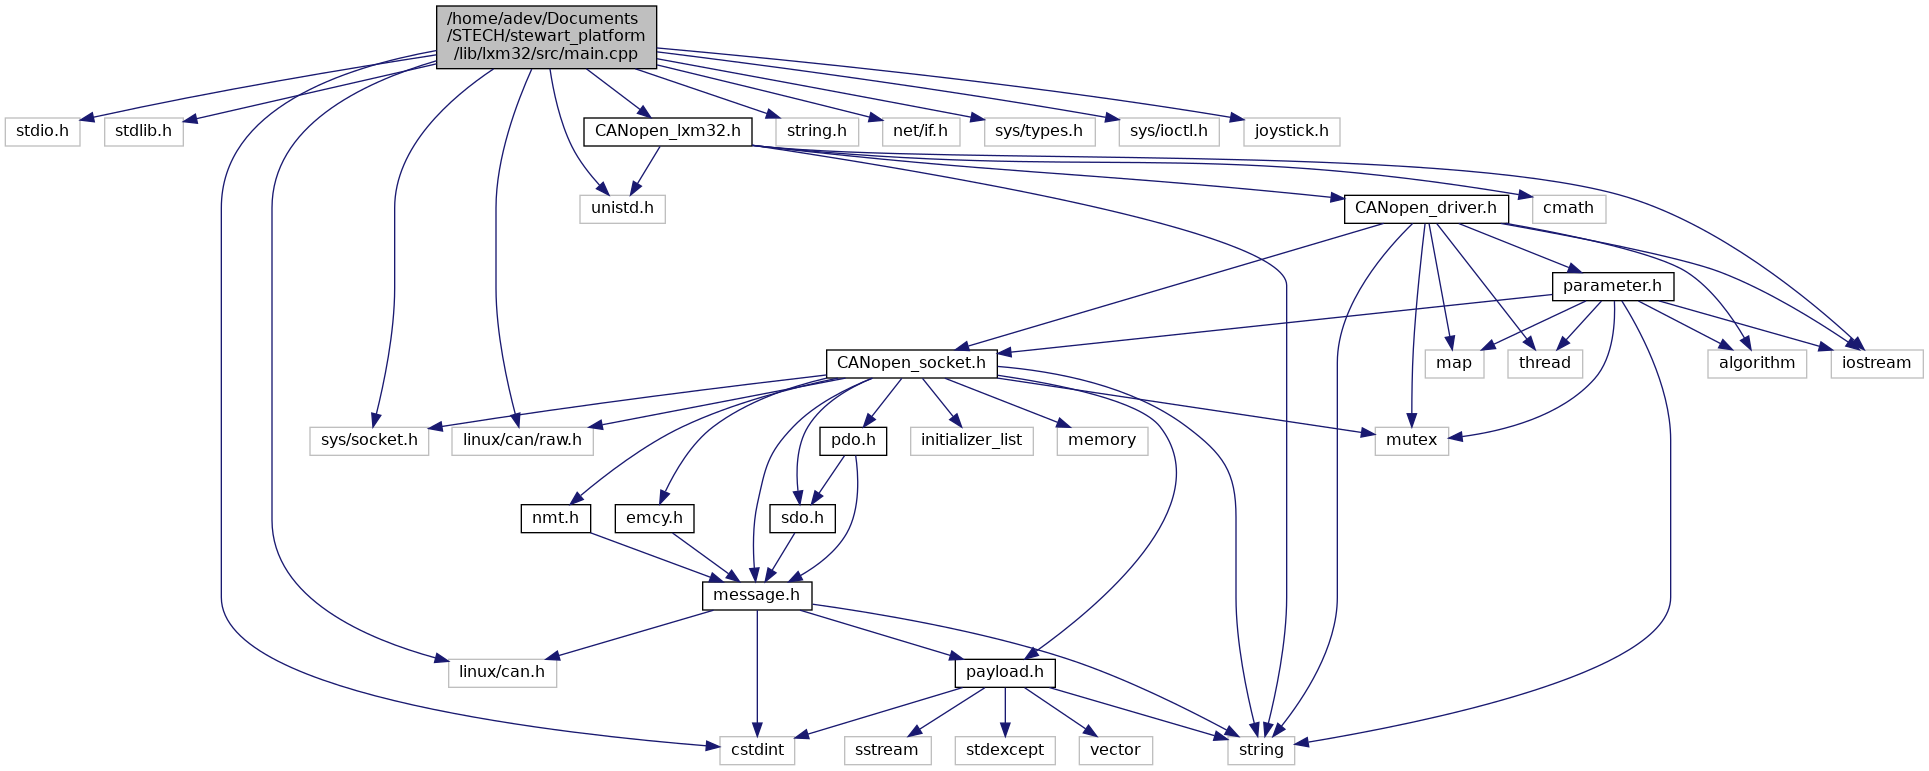 /home/adev/Documents
/STECH/stewart_platform
/lib/lxm32/src/main.cpp
stdio.h
stdlib.h
CANopen_lxm32.h
string.h
net/if.h
sys/types.h
sys/ioctl.h
joystick.h
unistd.h
CANopen_driver.h
cmath
parameter.h
CANopen_socket.h
map
thread
algorithm
iostream
sys/socket.h
linux/can/raw.h
pdo.h
initializer_list
memory
mutex
nmt.h
emcy.h
sdo.h
message.h
linux/can.h
payload.h
cstdint
sstream
stdexcept
vector
string